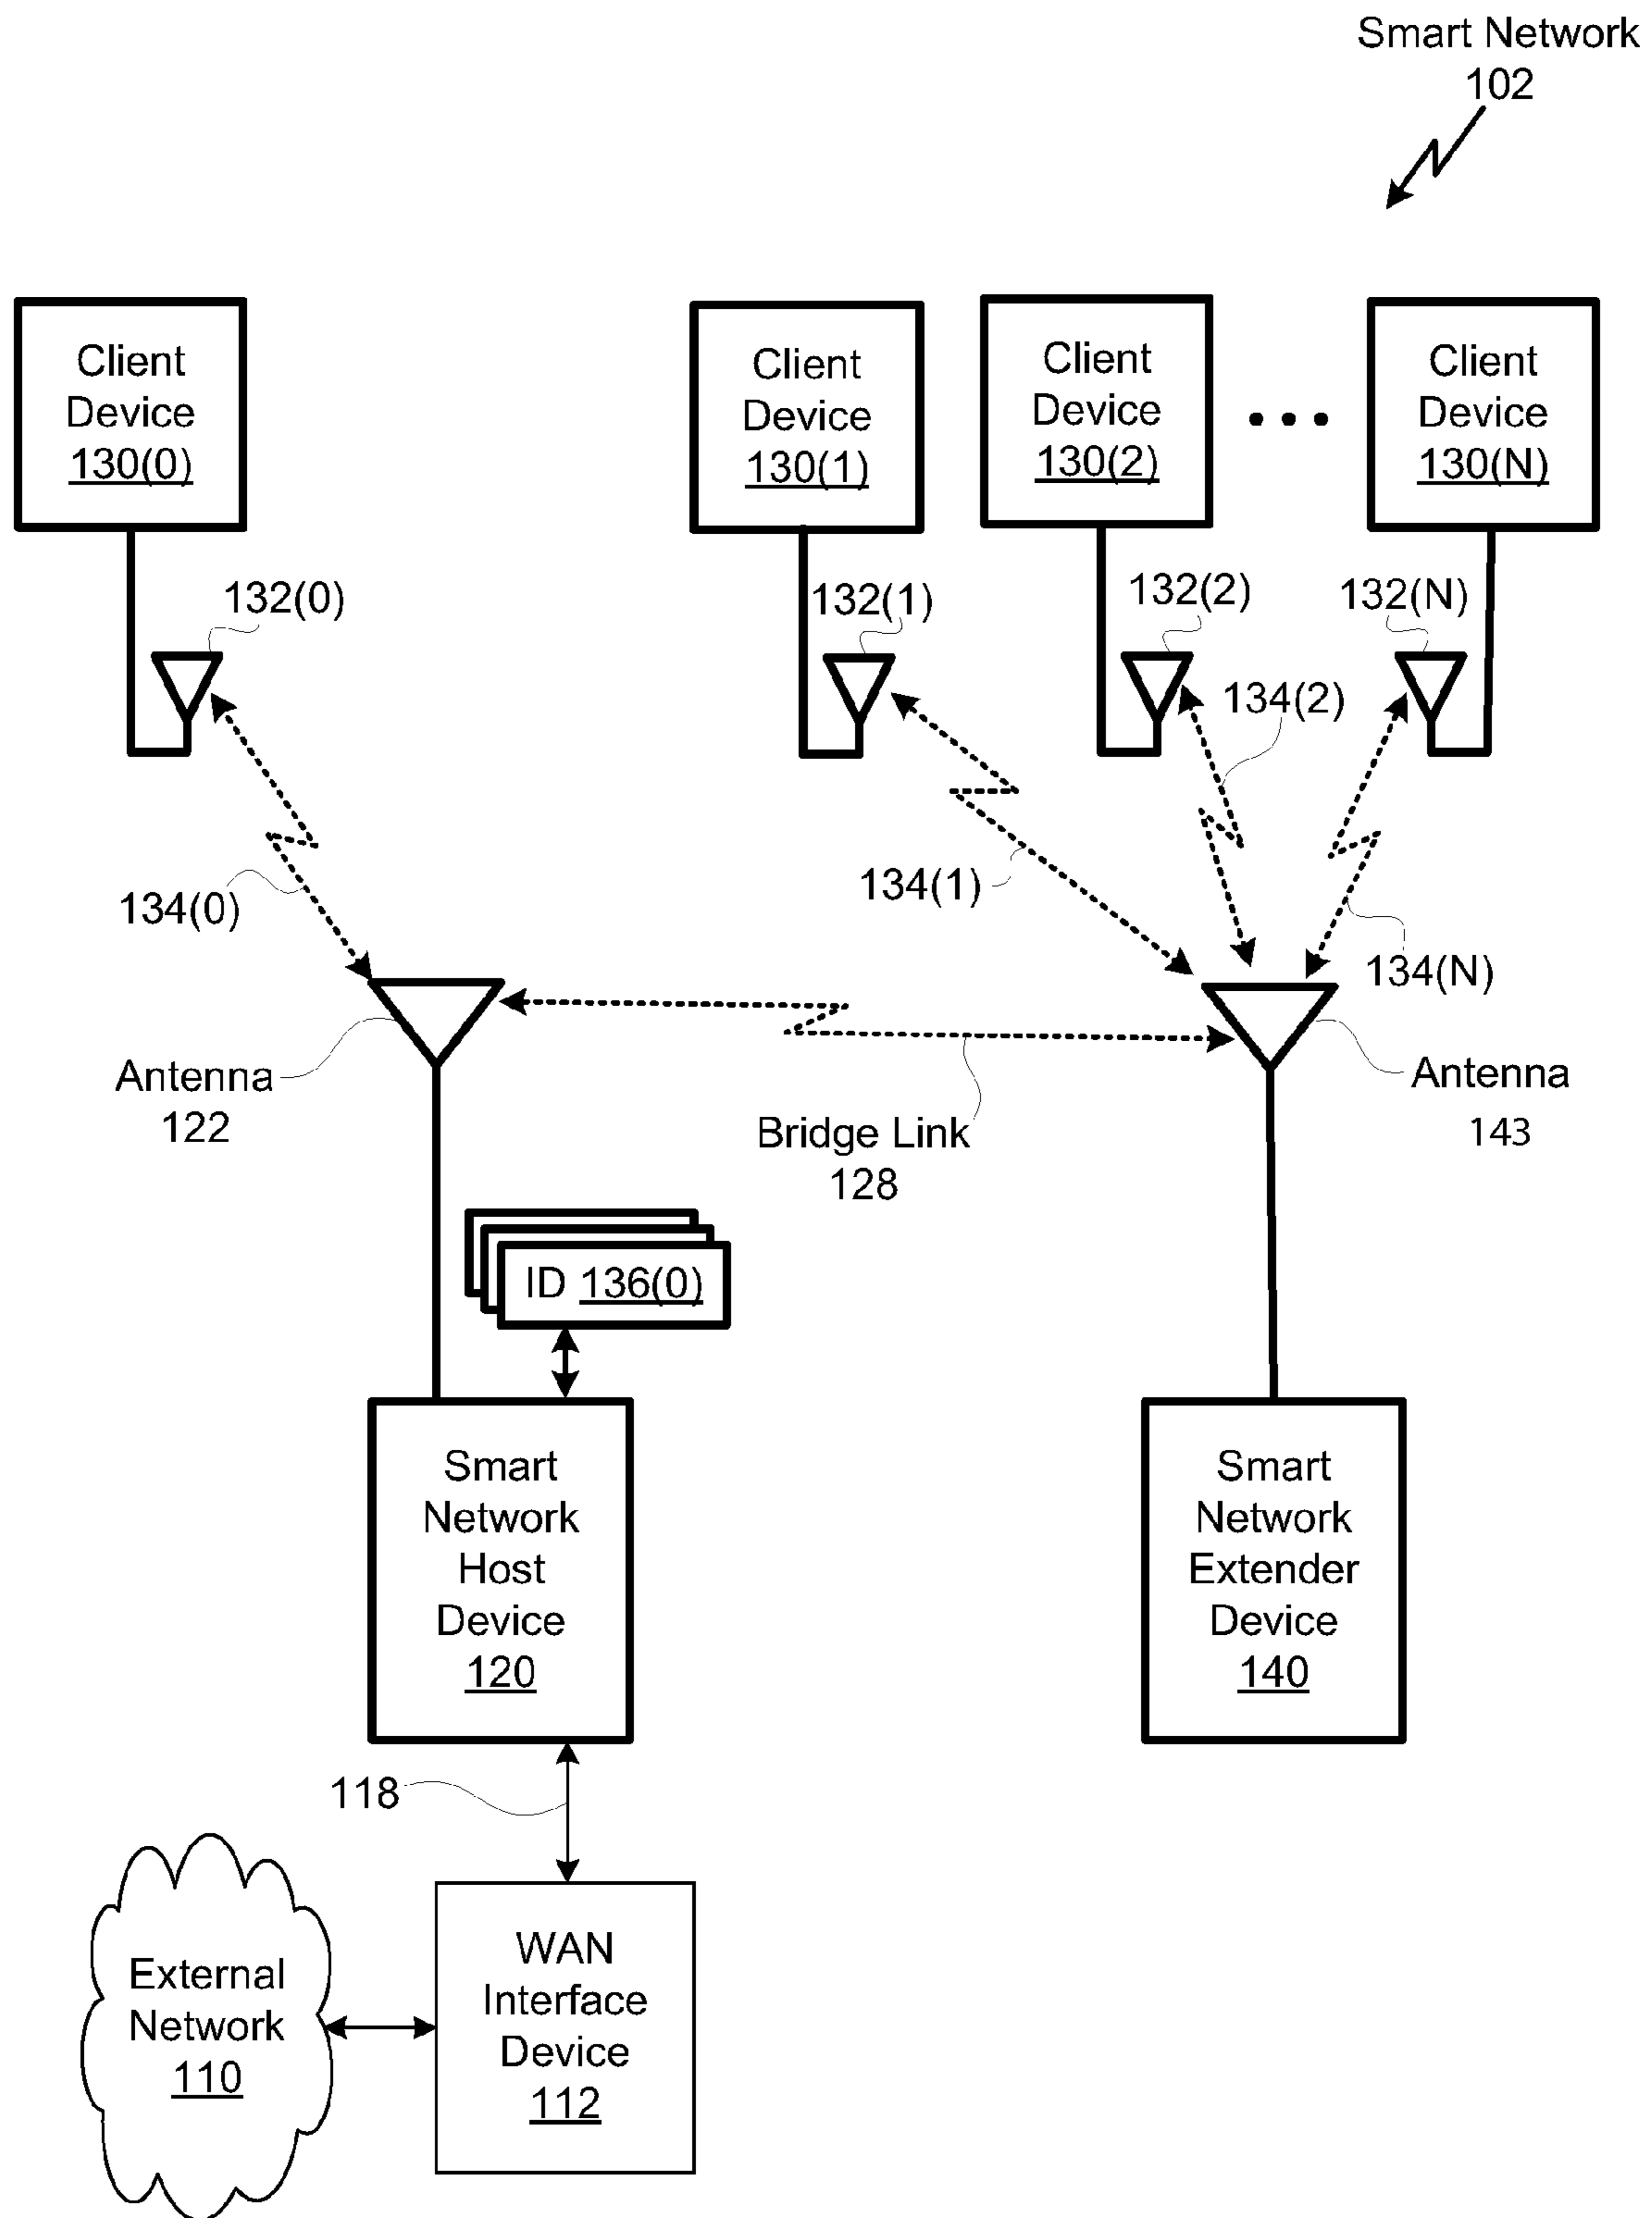 Smart Network
102
Client
Device
130(0)
Client
Device
130(1)
Client
Device
130(2)
Client
Device
130(N)
132(0)
132(1)
132(2)
132(N)
134(2)
134(1)
134(0)
134(N)
Antenna
122
Bridge Link
128
Antenna
143
ID 136(0)
Smart
Network
Host
Device
120
Smart
Network
Extender
Device
140
118
External
Network
110
WAN
Interface
Device
112